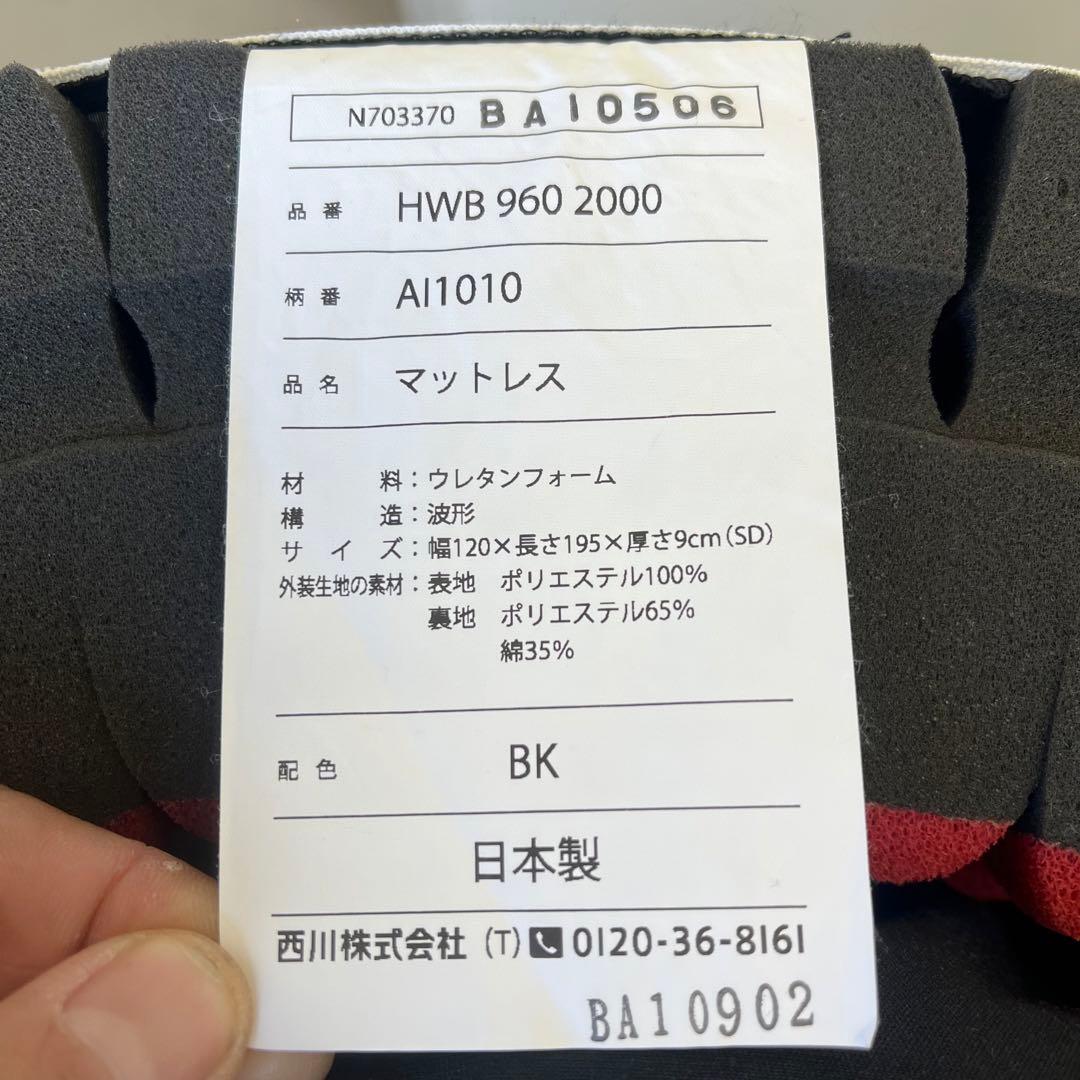 N703370 BA10506
品番 HWB 960 2000
柄番 AI1010
品名 マットレス
材料：ウレタンフォーム
構造：波形
サイズ：幅120×長さ195×厚さ9cm（SD）
外装生地の素材：表地 ポリエステル100%
裏地 ポリエステル65%
綿35%
配色 BK
日本製
西川株式会社（T）0120-36-8161
BA10902